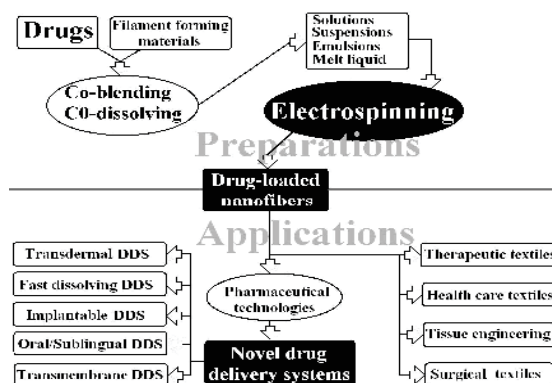 Drugs
Filament forming
materials
Solutions
Suspensions
Emulsions
Melt liquid
Co-blending
C0-dissolving
Electrospinning
Preparations
Drug-loaded
nanofibers
Applications
Transdermal DDS
Fast dissolving DDS
Implantable DDS
Oral/Sublingual DDS
Transmembrane DDS
Pharmaceutical
technologies
Novel drug
delivery systems
Therapeutic textiles
Health care textiles
Tissue engineering
Surgical textiles